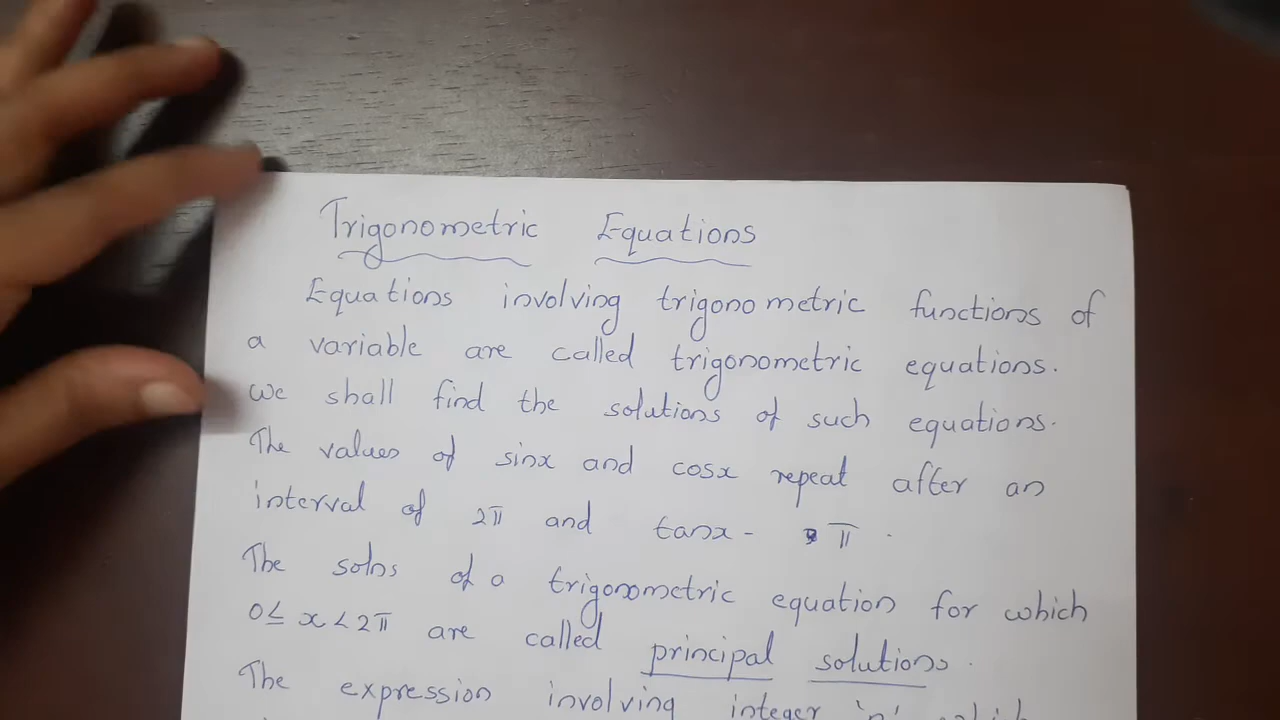 Trigonometric Equations
Equations involving trigonometric functions of
a variable are called trigonometric equations.
We shall find the solutions of such equations.
The values of sinx and cosx repeat after an
interval of 2π and tanx - π.
The solns of a trigonometric equation for which
0≤ x < 2π are called principal solutions.
The expression involving integer 'n' which